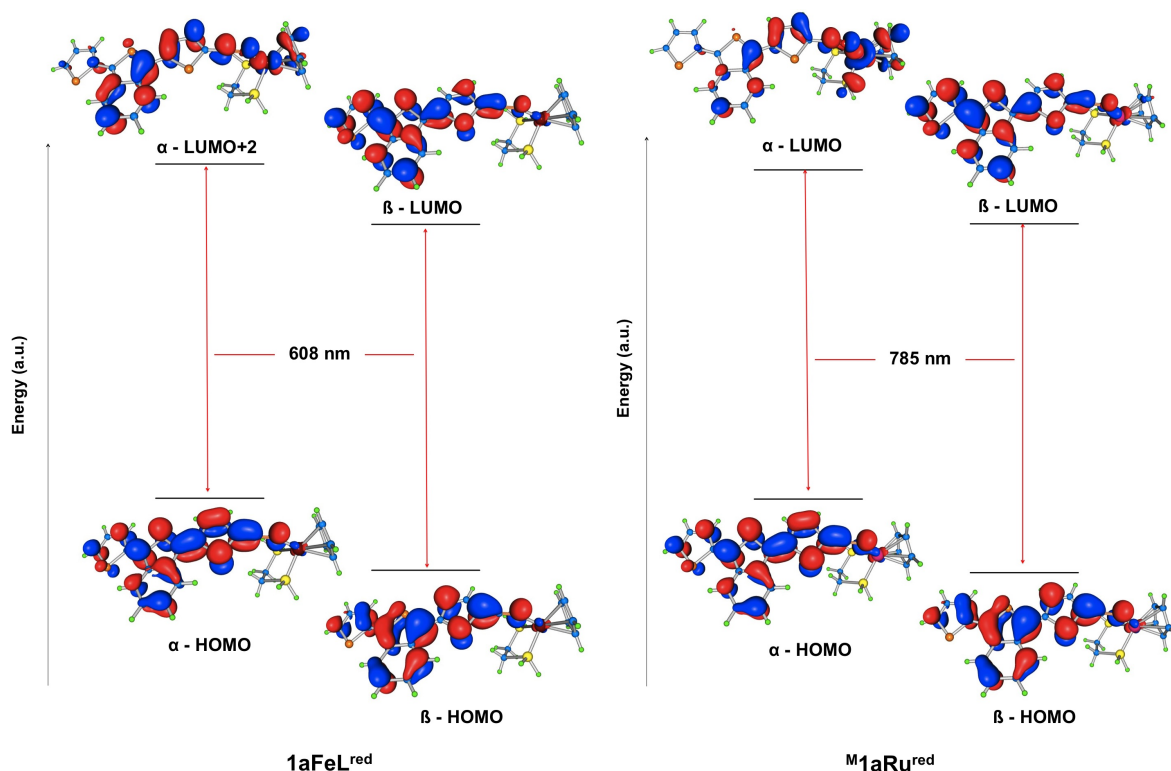 α - LUMO+2
ß - LUMO
Energy (a.u.)
608 nm
α - HOMO
ß - HOMO
1aFeL^red
α - LUMO
ß - LUMO
Energy (a.u.)
785 nm
α - HOMO
ß - HOMO
^M1aRu^red